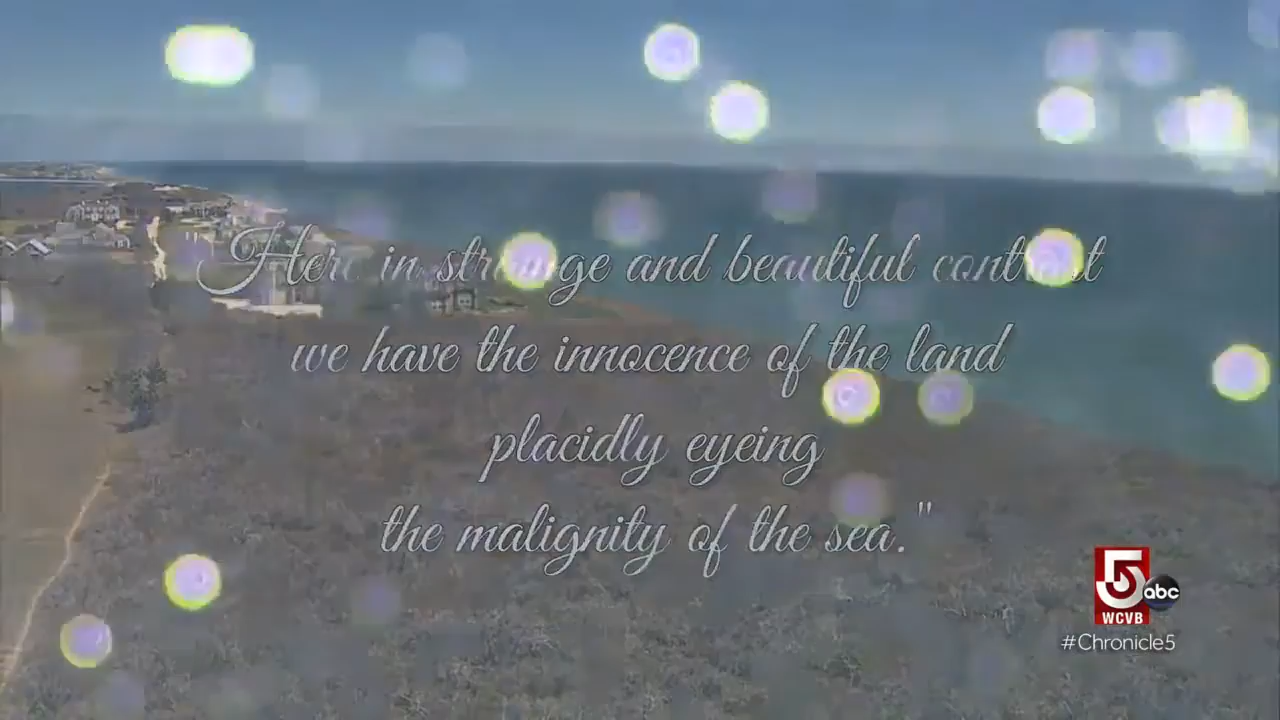 "Here in strange and beautiful contrast
we have the innocence of the land
placidly eyeing
the malignity of the sea."
5 abc
WCVB
#Chronicle5